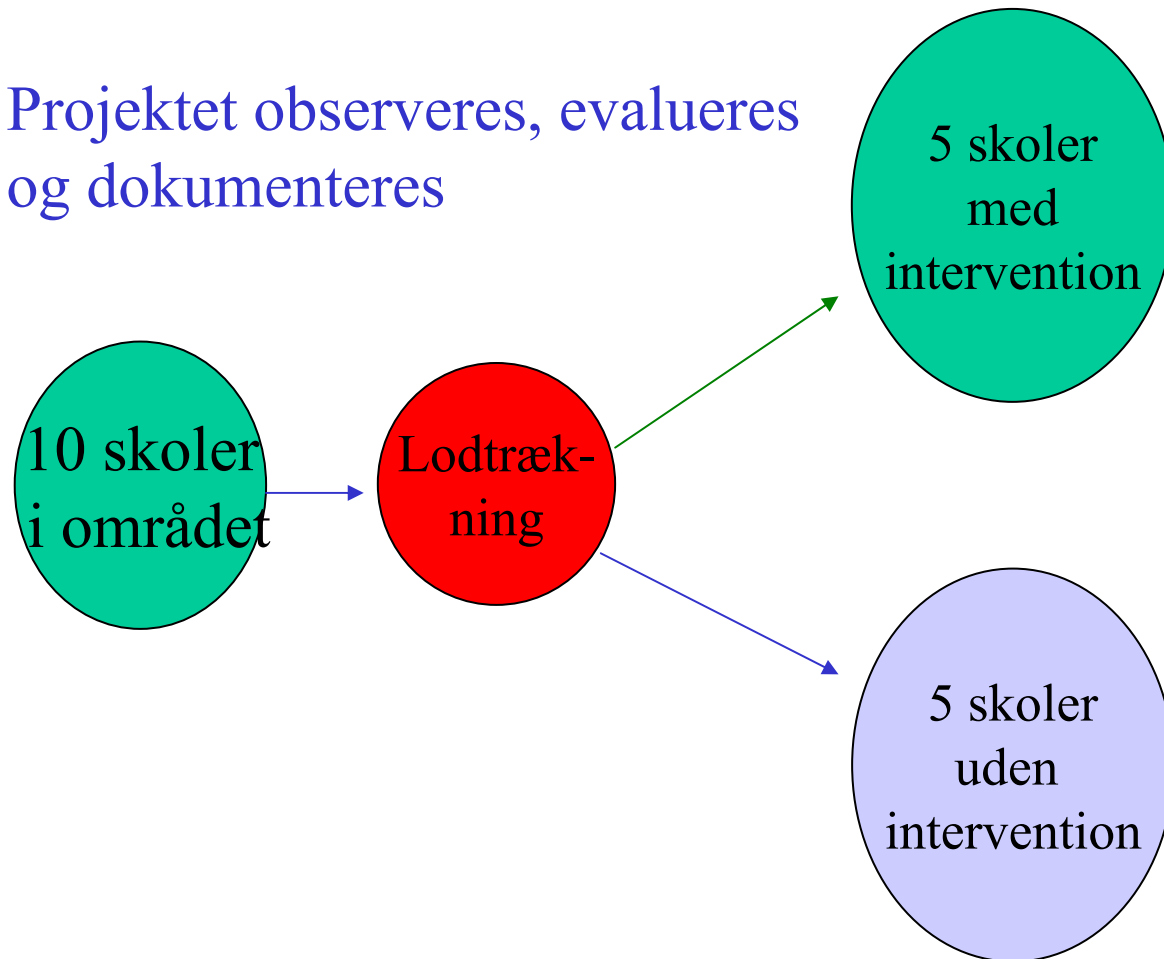 Projektet observeres, evalueres
og dokumenteres
10 skoler
i området
Lodtræk-
ning
5 skoler
med
intervention
5 skoler
uden
intervention